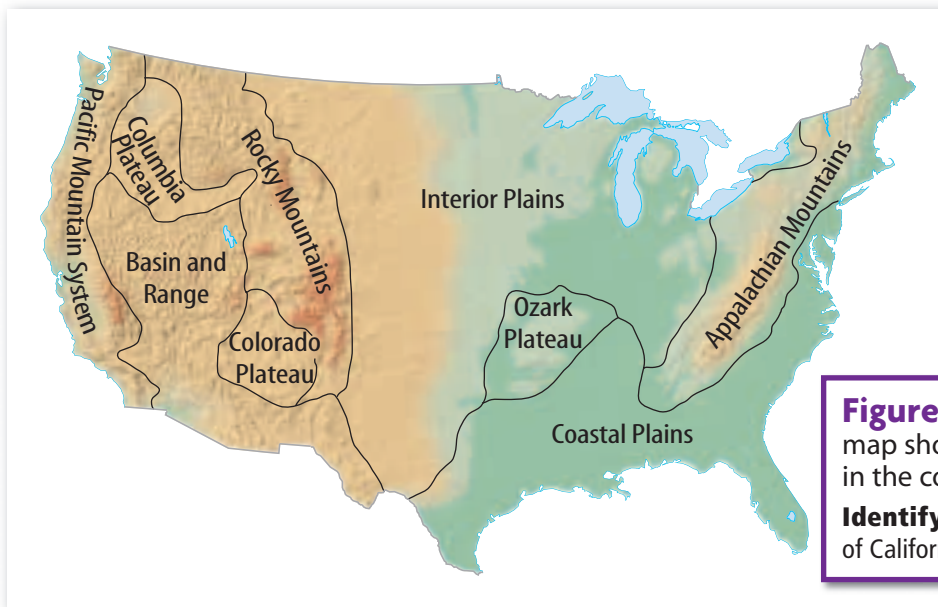 Pacific Mountain System
Columbia
Plateau
Rocky Mountains
Interior Plains
Basin and
Range
Colorado
Plateau
Ozark
Plateau
Appalachian Mountains
Coastal Plains
Figure
map sho
in the co
Identify
of Califor